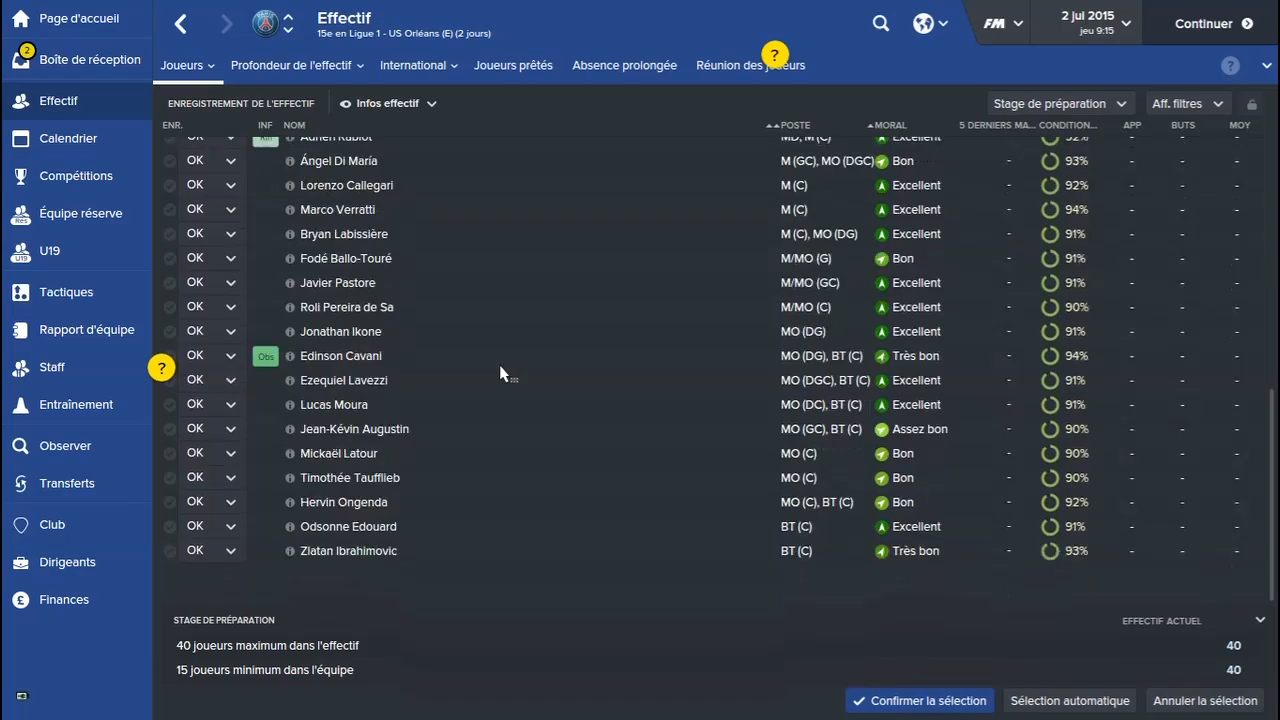 Page d'accueil
2
Boîte de réception
Effectif
Calendrier
Compétitions
Res
Équipe réserve
U19
U19
Tactiques
Rapport d'équipe
?
Staff
Entraînement
Observer
Transferts
Club
Dirigeants
£ Finances
Effectif
15e en Ligue 1 - US Orléans (E) (2 jours)
FM
2 jul 2015
jeu 9:15
Continuer
?
Joueurs Profondeur de l'effectif International Joueurs prêtés Absence prolongée Réunion des joueurs ?
ENREGISTREMENT DE L'EFFECTIF Infos effectif Stage de préparation Aff. filtres
ENR. INF NOM POSTE MORAL 5 DERNIERS MA... CONDITION... APP BUTS MOY
OK Adrien Rabiot MD, M (C) Excellent - 92% - - -
OK Ángel Di María M (GC), MO (DGC) Bon - 93% - - -
OK Lorenzo Callegari M (C) Excellent - 92% - - -
OK Marco Verratti M (C) Excellent - 94% - - -
OK Bryan Labissière M (C), MO (DG) Excellent - 91% - - -
OK Fodé Ballo-Touré M/MO (G) Bon - 91% - - -
OK Javier Pastore M/MO (GC) Excellent - 91% - - -
OK Roli Pereira de Sa M/MO (C) Excellent - 90% - - -
OK Jonathan Ikone MO (DG) Excellent - 91% - - -
OK Obs Edinson Cavani MO (DG), BT (C) Très bon - 94% - - -
OK Ezequiel Lavezzi MO (DGC), BT (C) Excellent - 91% - - -
OK Lucas Moura MO (DC), BT (C) Excellent - 91% - - -
OK Jean-Kévin Augustin MO (GC), BT (C) Assez bon - 90% - - -
OK Mickaël Latour MO (C) Bon - 90% - - -
OK Timothée Taufflieb MO (C) Bon - 90% - - -
OK Hervin Ongenda MO (C), BT (C) Bon - 92% - - -
OK Odsonne Edouard BT (C) Excellent - 91% - - -
OK Zlatan Ibrahimovic BT (C) Très bon - 93% - - -
STAGE DE PRÉPARATION EFFECTIF ACTUEL
40 joueurs maximum dans l'effectif 40
15 joueurs minimum dans l'équipe 40
Confirmer la sélection Sélection automatique Annuler la sélection